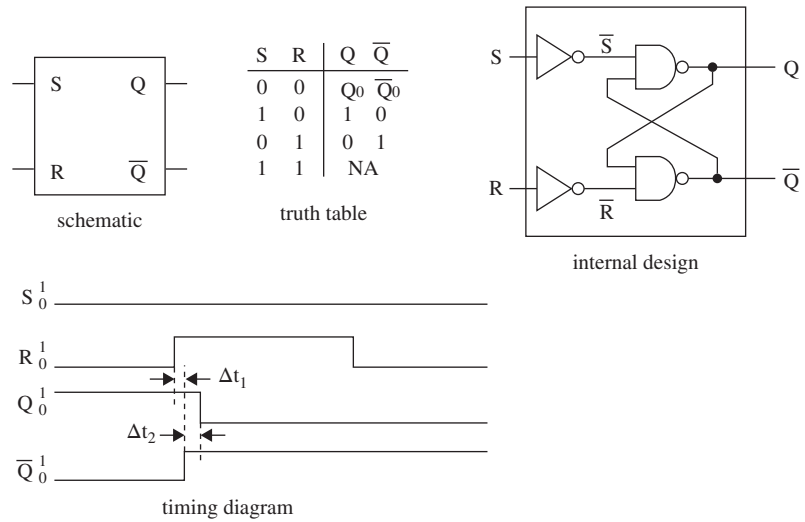 S Q
R Q̅
schematic
S R Q Q̅
0 0 Q₀ Q̅₀
1 0 1 0
0 1 0 1
1 1 NA
truth table
S S̅ Q
R R̅ Q̅
internal design
S 1 0
R 1 0
Δt₁
Q 1 0
Δt₂
Q̅ 1 0
timing diagram